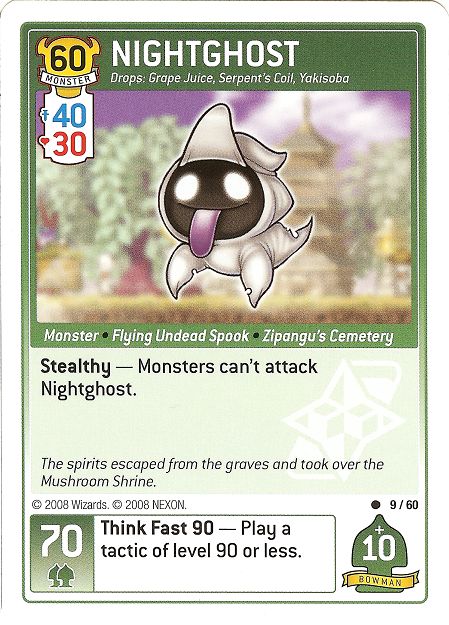 60
MONSTER
NIGHTGHOST
Drops: Grape Juice, Serpent's Coil, Yakisoba
40
30
Monster • Flying Undead Spook • Zipangu's Cemetery
Stealthy — Monsters can't attack
Nightghost.
The spirits escaped from the graves and took over the
Mushroom Shrine.
© 2008 Wizards. © 2008 NEXON.
● 9 / 60
70
Think Fast 90 — Play a
tactic of level 90 or less.
+
10
BOWMAN